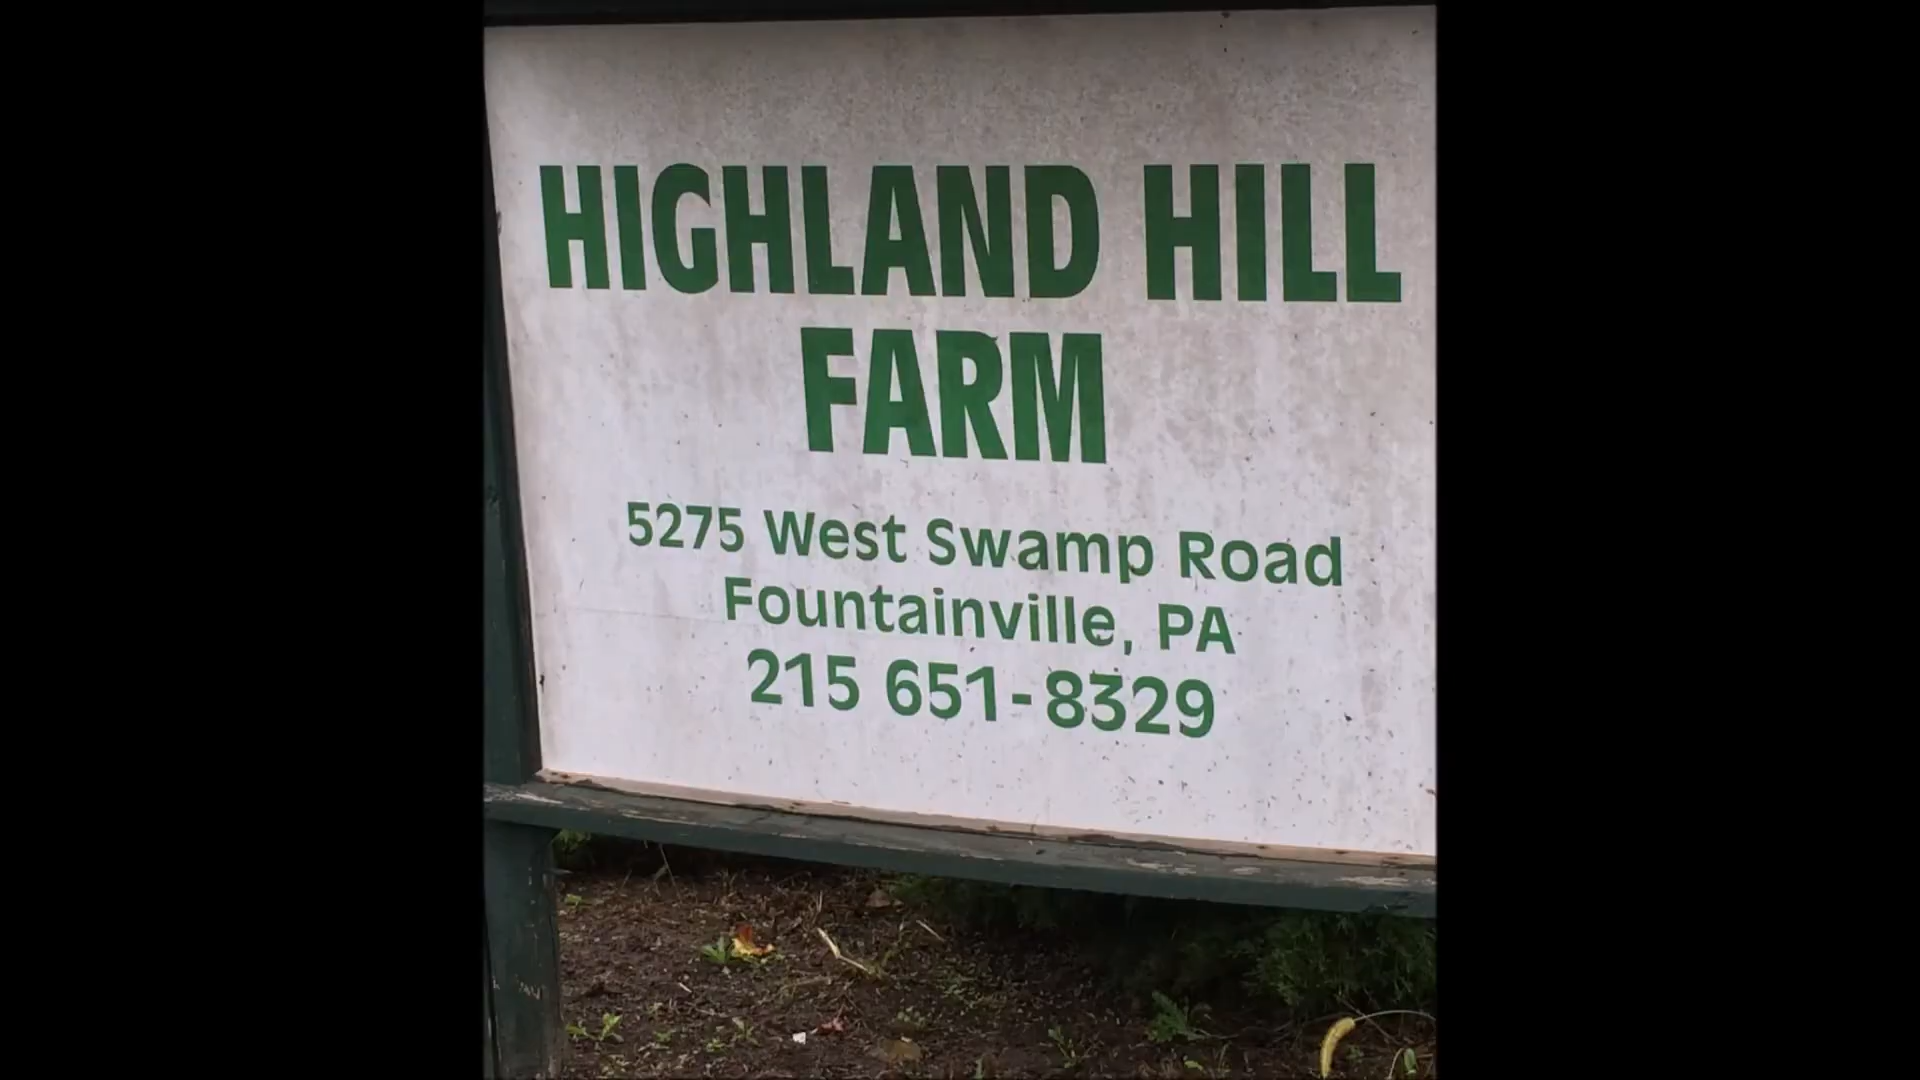 HIGHLAND HILL
FARM
5275 West Swamp Road
Fountainville, PA
215 651-8329